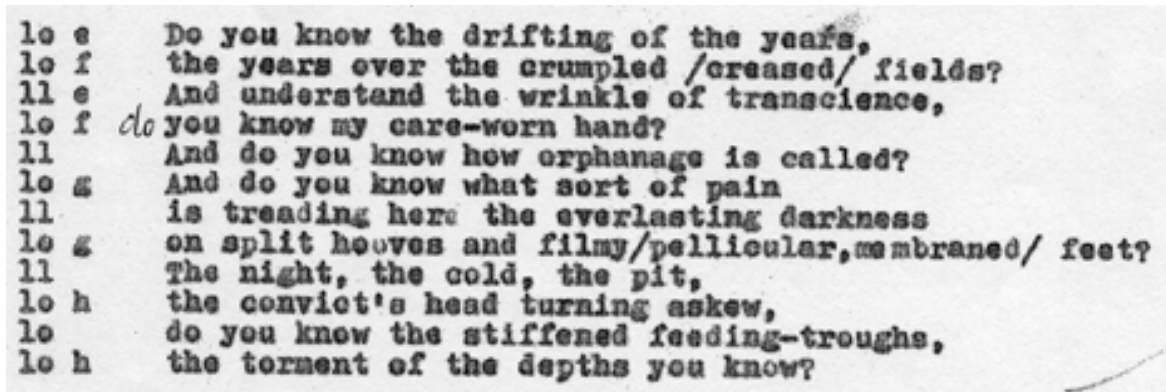 lo e Do you know the drifting of the years,
lo f the years over the crumpled /creased/ fields?
ll e And understand the wrinkle of transcience,
lo f do you know my care-worn hand?
ll And do you know how orphanage is called?
lo g And do you know what sort of pain
ll is treading here the everlasting darkness
lo g on split hooves and filmy/pellicular,membraned/ feet?
ll The night, the cold, the pit,
lo h the convict's head turning askew,
lo do you know the stiffened feeding-troughs,
lo h the torment of the depths you know?